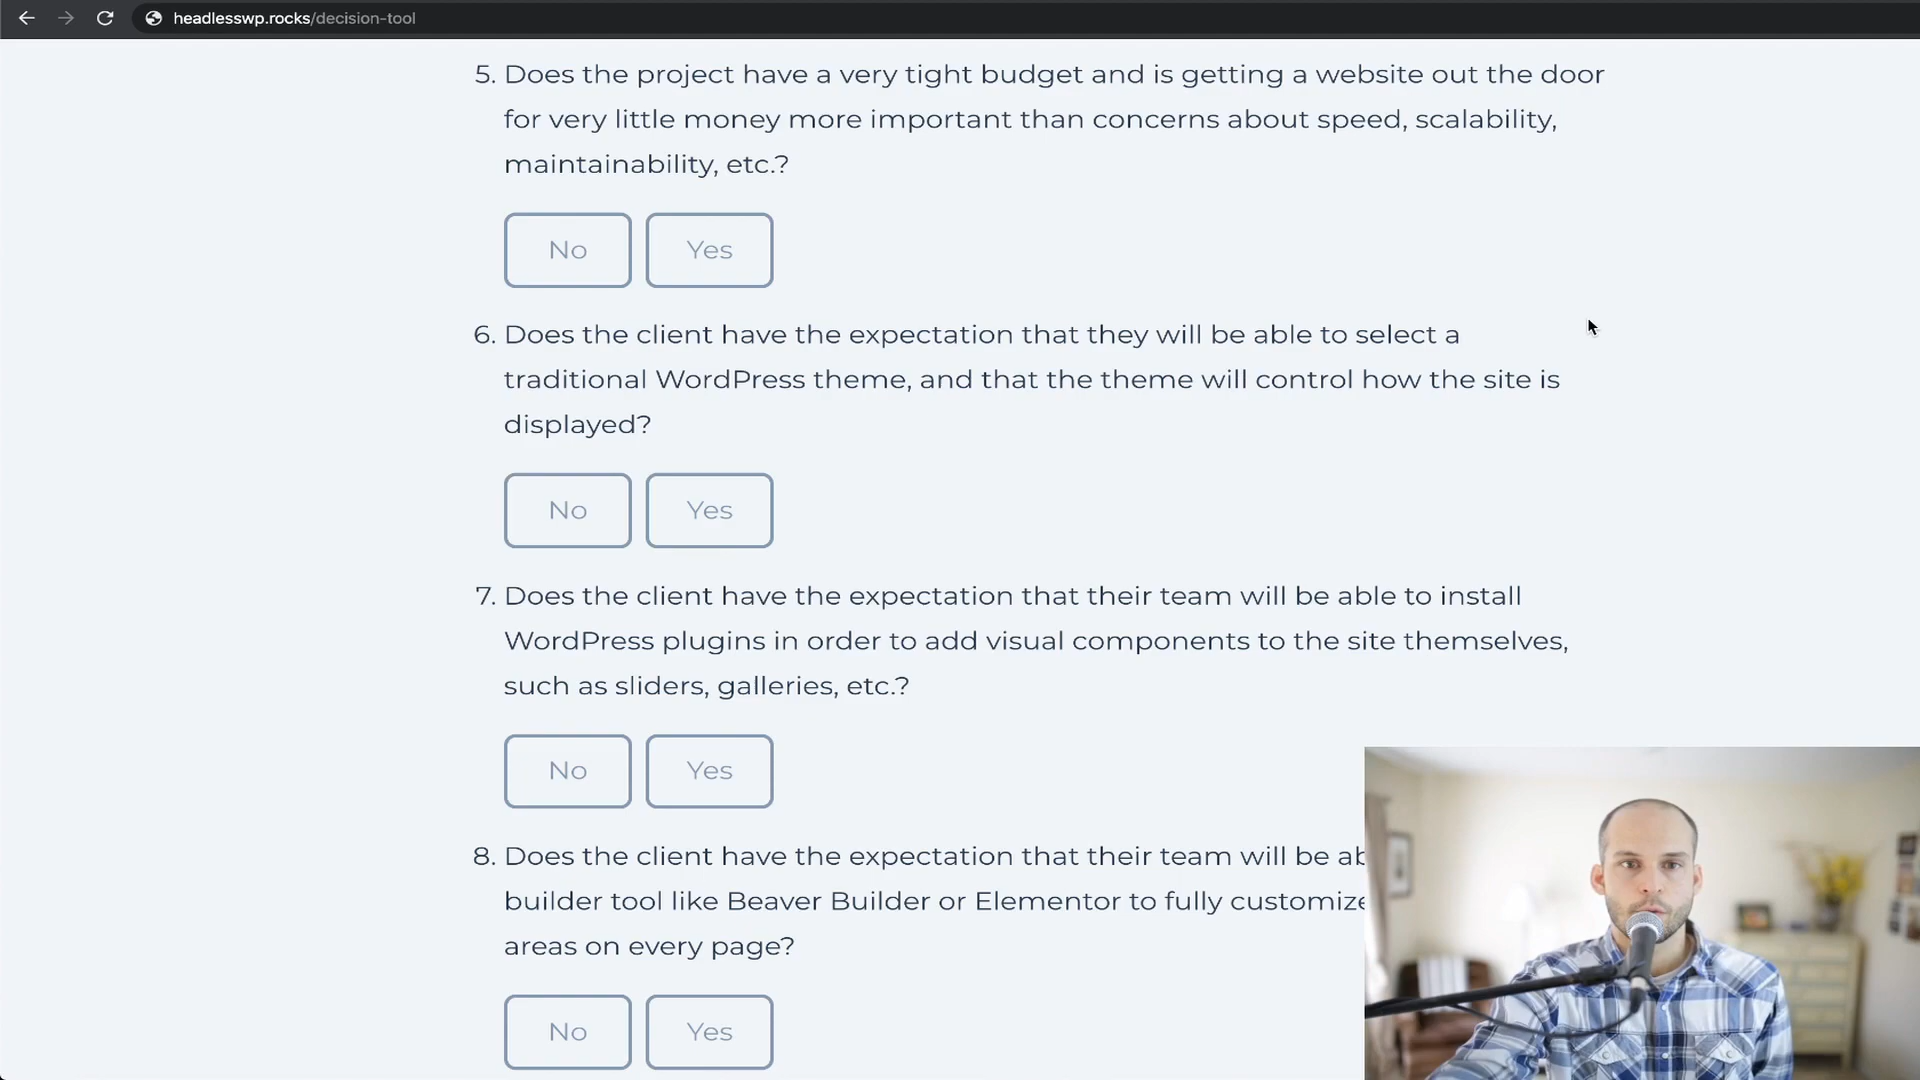 headlesswp.rocks/decision-tool
5. Does the project have a very tight budget and is getting a website out the door
for very little money more important than concerns about speed, scalability,
maintainability, etc.?
No Yes
6. Does the client have the expectation that they will be able to select a
traditional WordPress theme, and that the theme will control how the site is
displayed?
No Yes
7. Does the client have the expectation that their team will be able to install
WordPress plugins in order to add visual components to the site themselves,
such as sliders, galleries, etc.?
No Yes
8. Does the client have the expectation that their team will be
builder tool like Beaver Builder or Elementor to fully customize
areas on every page?
No Yes